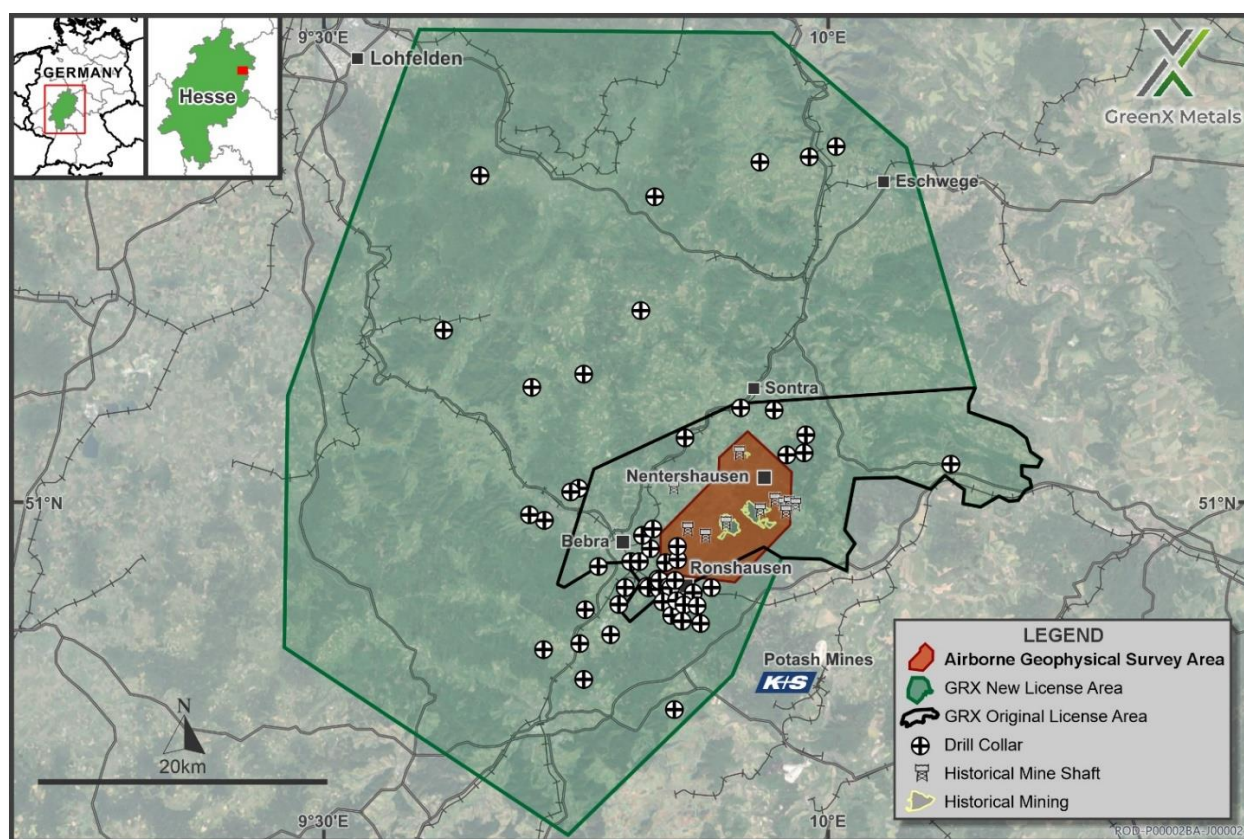 9°30'E
10°E
GERMANY
Hesse
Lohfelden
GreenX Metals
Eschwege
Sontra
Nentershausen
51°N
51°N
Bebra
Ronshausen
Potash Mines
K+S
N
20km
LEGEND
Airborne Geophysical Survey Area
GRX New License Area
GRX Original License Area
Drill Collar
Historical Mine Shaft
Historical Mining
9°30'E
10°E
ROD-P00002BA-J00002